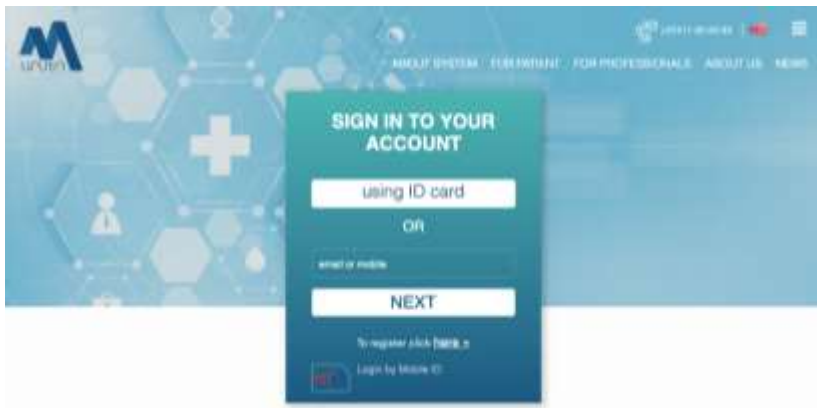 ABOUT SYSTEM FOR PATIENT FOR PROFESSIONALS ABOUT US NEWS
SIGN IN TO YOUR
ACCOUNT
using ID card
OR
email or mobile
NEXT
To register click here »
Login by Mobile ID